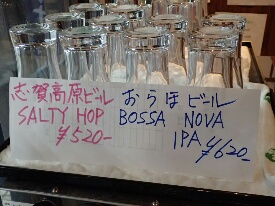 志賀高原ビール
SALTY HOP
¥520-
おらほビール
BOSSA NOVA
IPA ¥620-